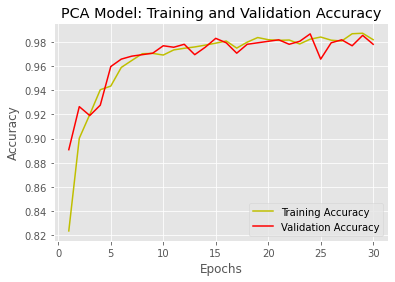 PCA Model: Training and Validation Accuracy
0.98
0.96
0.94
0.92
0.90
0.88
0.86
0.84
0.82
Accuracy
Training Accuracy
Validation Accuracy
0 5 10 15 20 25 30
Epochs